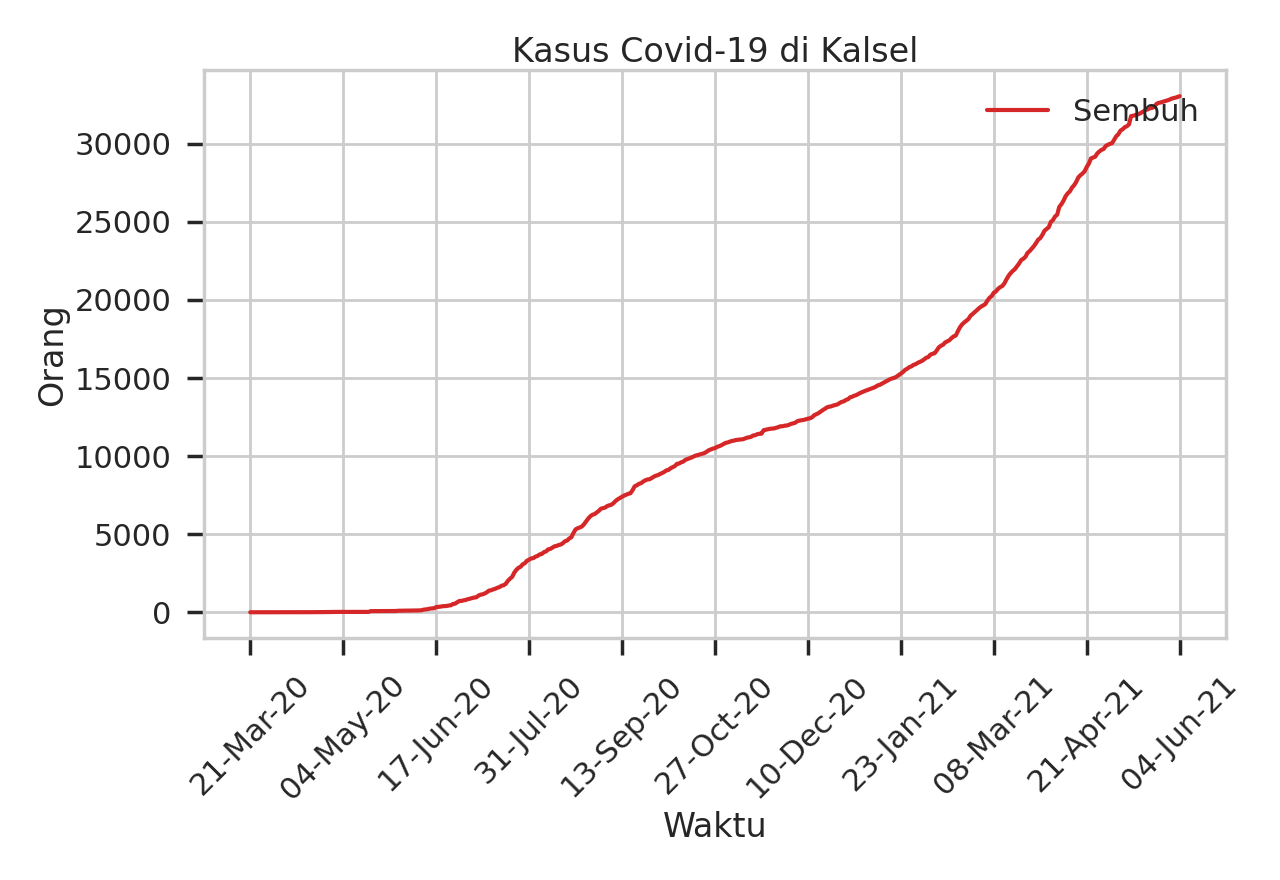 Kasus Covid-19 di Kalsel
Sembuh
Orang
30000
25000
20000
15000
10000
5000
0
21-Mar-20
04-May-20
17-Jun-20
31-Jul-20
13-Sep-20
27-Oct-20
10-Dec-20
23-Jan-21
08-Mar-21
21-Apr-21
04-Jun-21
Waktu